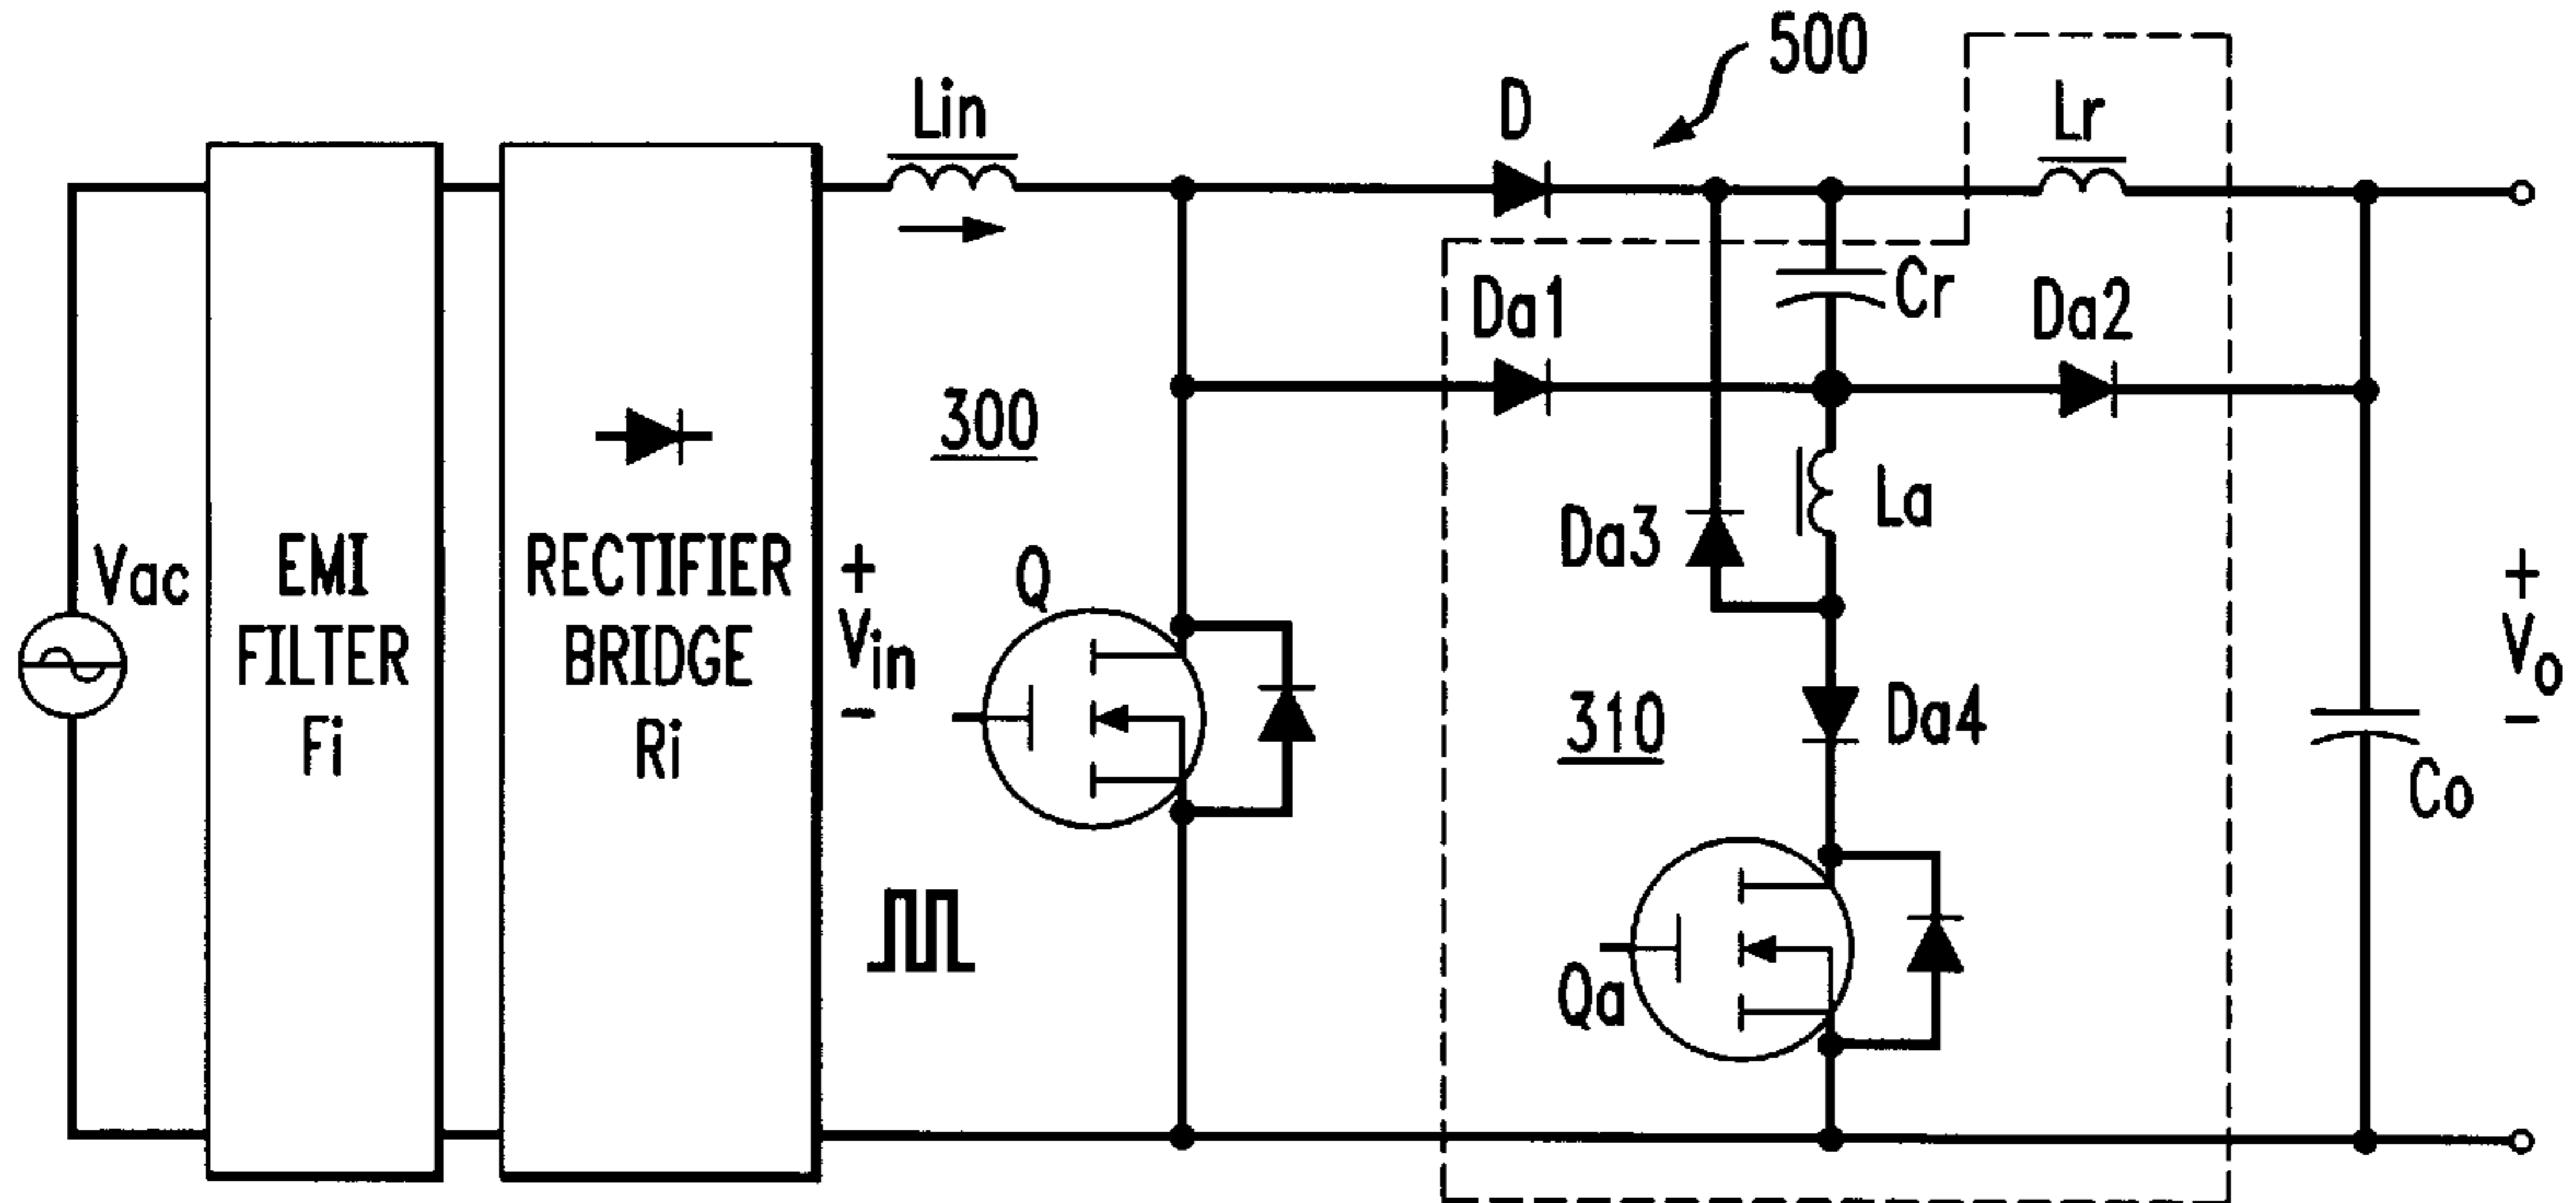 500
Lin
D
Lr
Cr
Da1
Da2
300
La
Da3
Vac
EMI
FILTER
Fi
RECTIFIER
BRIDGE
Ri
+
Vin
-
Q
310
Da4
Qa
+
Vo
-
Co